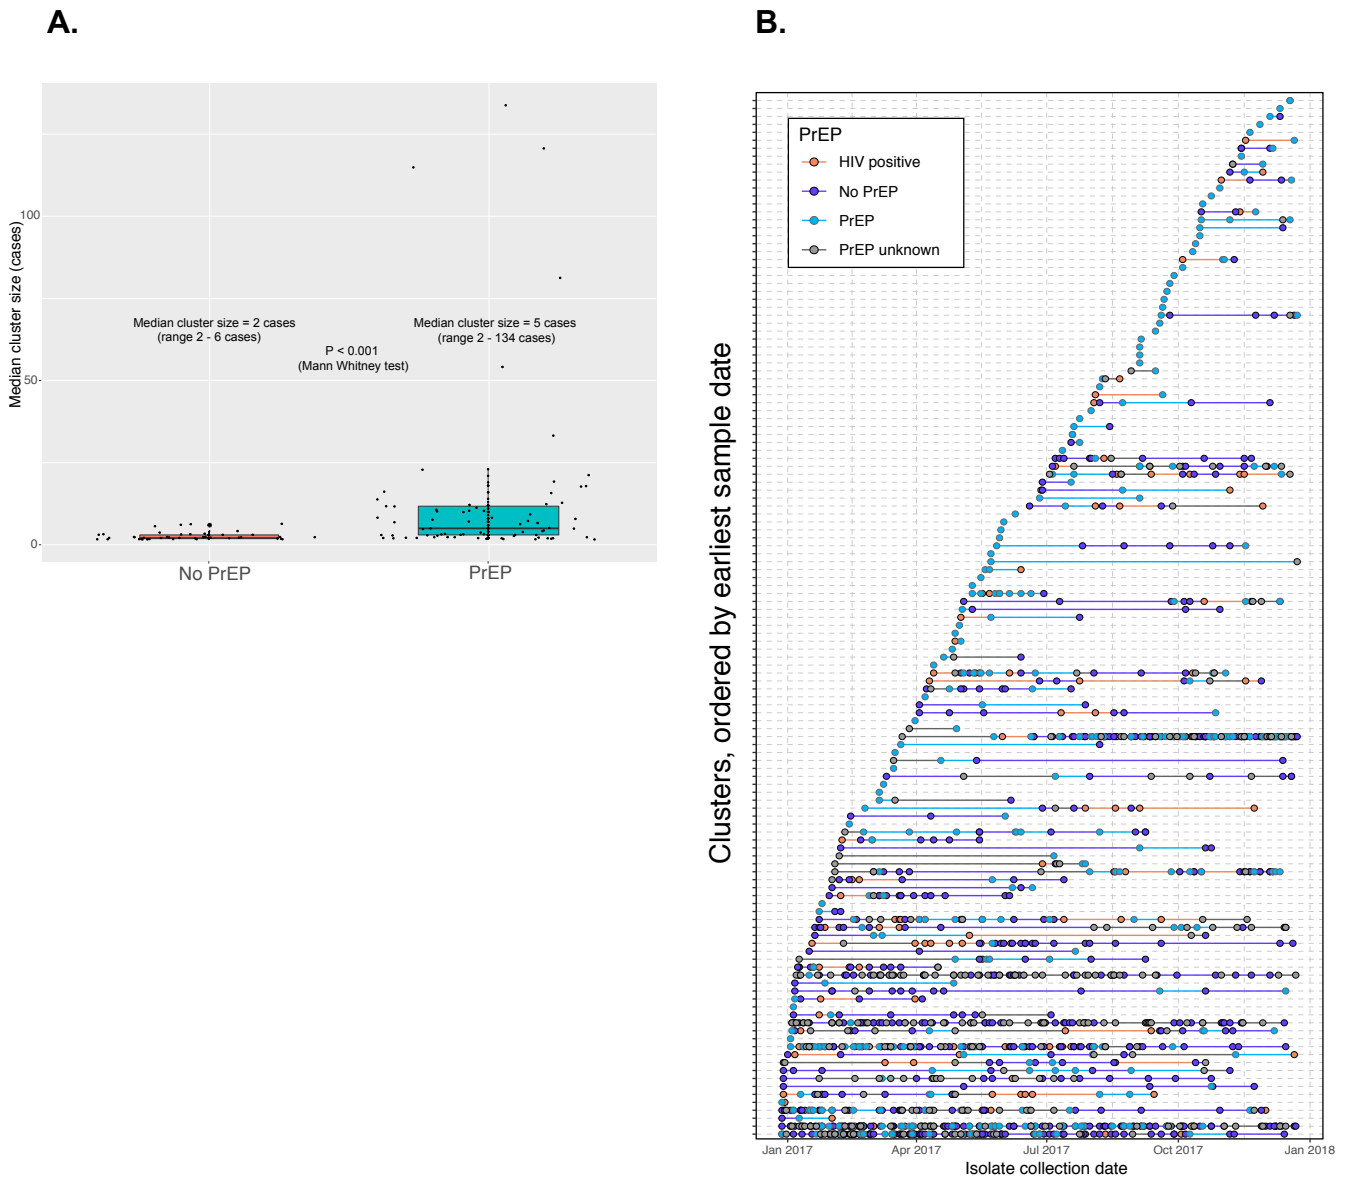 A.
B.
Median cluster size (cases)
100
50
0
Median cluster size = 2 cases
(range 2 - 6 cases)
P < 0.001
(Mann Whitney test)
Median cluster size = 5 cases
(range 2 - 134 cases)
No PrEP
PrEP
Clusters, ordered by earliest sample date
PrEP
HIV positive
No PrEP
PrEP
PrEP unknown
Jan 2017
Apr 2017
Jul 2017
Oct 2017
Jan 2018
Isolate collection date